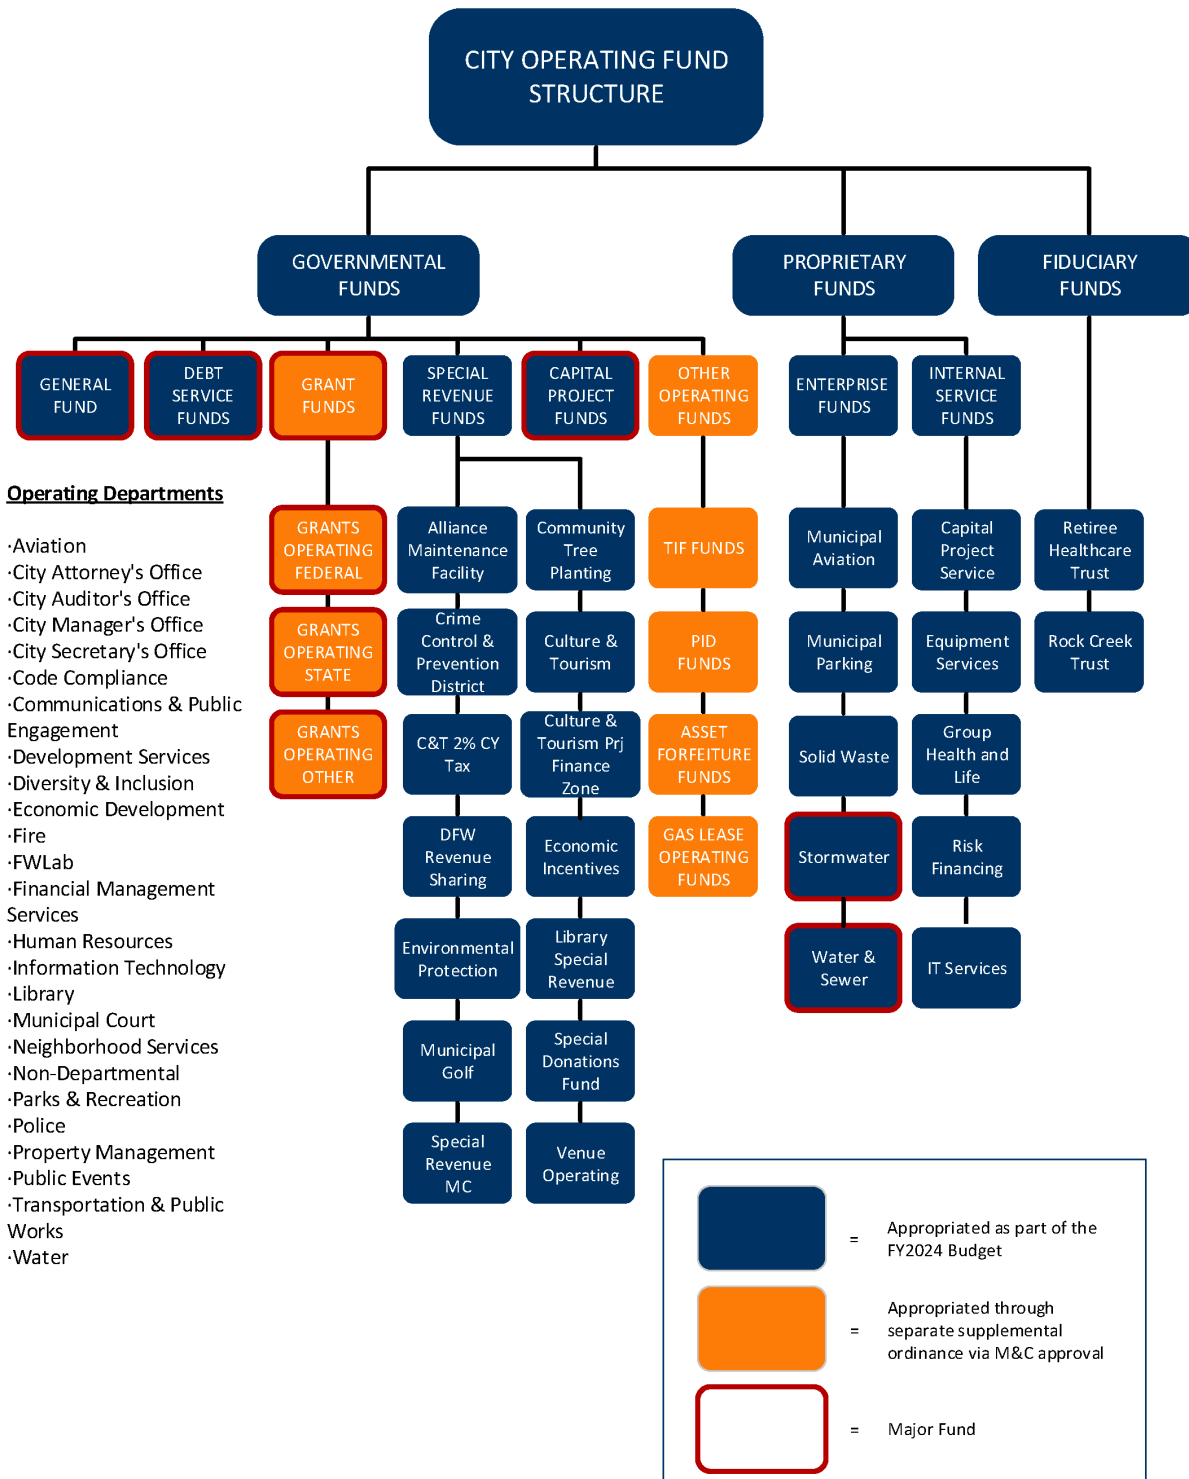 CITY OPERATING FUND
STRUCTURE
GOVERNMENTAL
FUNDS
PROPRIETARY
FUNDS
FIDUCIARY
FUNDS
GENERAL
FUND
DEBT
SERVICE
FUNDS
GRANT
FUNDS
SPECIAL
REVENUE
FUNDS
CAPITAL
PROJECT
FUNDS
OTHER
OPERATING
FUNDS
ENTERPRISE
FUNDS
INTERNAL
SERVICE
FUNDS
Operating Departments
·Aviation
·City Attorney's Office
·City Auditor's Office
·City Manager's Office
·City Secretary's Office
·Code Compliance
·Communications & Public
Engagement
·Development Services
·Diversity & Inclusion
·Economic Development
·Fire
·FWLab
·Financial Management
Services
·Human Resources
·Information Technology
·Library
·Municipal Court
·Neighborhood Services
·Non-Departmental
·Parks & Recreation
·Police
·Property Management
·Public Events
·Transportation & Public
Works
·Water
GRANTS
OPERATING
FEDERAL
GRANTS
OPERATING
STATE
GRANTS
OPERATING
OTHER
Alliance
Maintenance
Facility
Crime
Control &
Prevention
District
C&T 2% CY
Tax
DFW
Revenue
Sharing
Environmental
Protection
Municipal
Golf
Special
Revenue
MC
Community
Tree
Planting
Culture &
Tourism
Culture &
Tourism Prj
Finance
Zone
Economic
Incentives
Library
Special
Revenue
Special
Donations
Fund
Venue
Operating
TIF FUNDS
PID
FUNDS
ASSET
FORFEITURE
FUNDS
GAS LEASE
OPERATING
FUNDS
Municipal
Aviation
Municipal
Parking
Solid Waste
Stormwater
Water &
Sewer
Capital
Project
Service
Equipment
Services
Group
Health and
Life
Risk
Financing
IT Services
Retiree
Healthcare
Trust
Rock Creek
Trust
= Appropriated as part of the
FY2024 Budget
Appropriated through
= separate supplemental
ordinance via M&C approval
= Major Fund